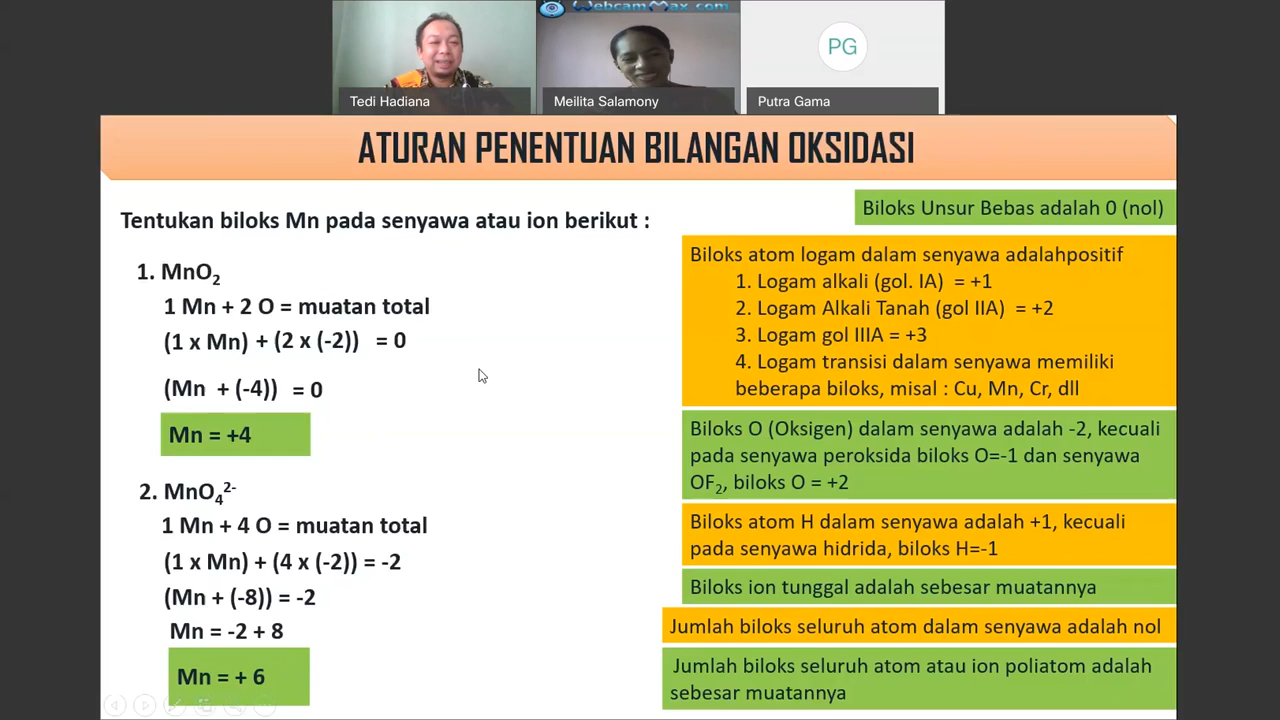 WebcamMax.com
PG
Tedi Hadiana
Meilita Salamony
Putra Gama
ATURAN PENENTUAN BILANGAN OKSIDASI
Tentukan biloks Mn pada senyawa atau ion berikut :
1. MnO₂
1 Mn + 2 O = muatan total
(1 x Mn) + (2 x (-2)) = 0
(Mn + (-4)) = 0
Mn = +4
2. MnO₄²⁻
1 Mn + 4 O = muatan total
(1 x Mn) + (4 x (-2)) = -2
(Mn + (-8)) = -2
Mn = -2 + 8
Mn = + 6
Biloks Unsur Bebas adalah 0 (nol)
Biloks atom logam dalam senyawa adalahpositif
1. Logam alkali (gol. IA) = +1
2. Logam Alkali Tanah (gol IIA) = +2
3. Logam gol IIIA = +3
4. Logam transisi dalam senyawa memiliki
beberapa biloks, misal : Cu, Mn, Cr, dll
Biloks O (Oksigen) dalam senyawa adalah -2, kecuali
pada senyawa peroksida biloks O=-1 dan senyawa
OF₂, biloks O = +2
Biloks atom H dalam senyawa adalah +1, kecuali
pada senyawa hidrida, biloks H=-1
Biloks ion tunggal adalah sebesar muatannya
Jumlah biloks seluruh atom dalam senyawa adalah nol
Jumlah biloks seluruh atom atau ion poliatom adalah
sebesar muatannya